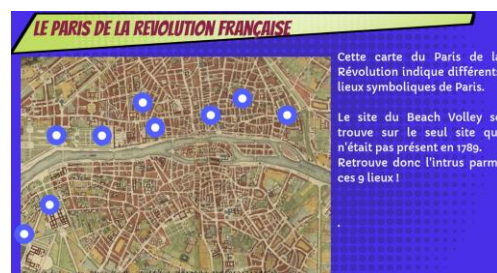 LE PARIS DE LA REVOLUTION FRANÇAISE
Cette carte du Paris de la
Révolution indique différents
lieux symboliques de Paris.
Le site du Beach Volley se
trouve sur le seul site qui
n'était pas présent en 1789.
Retrouve donc l'intrus parmi
ces 9 lieux !
.